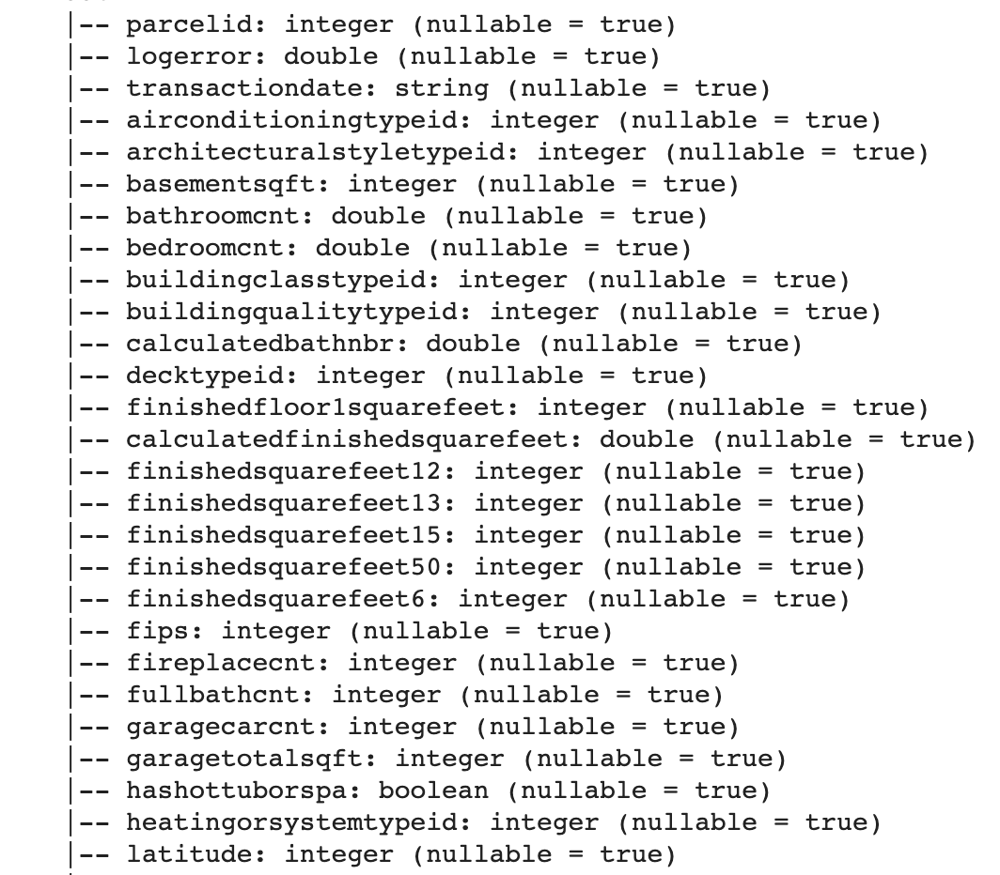 |-- parcelid: integer (nullable = true)
|-- logerror: double (nullable = true)
|-- transactiondate: string (nullable = true)
|-- airconditioningtypeid: integer (nullable = true)
|-- architecturalstyletypeid: integer (nullable = true)
|-- basementsqft: integer (nullable = true)
|-- bathroomcnt: double (nullable = true)
|-- bedroomcnt: double (nullable = true)
|-- buildingclasstypeid: integer (nullable = true)
|-- buildingqualitytypeid: integer (nullable = true)
|-- calculatedbathnbr: double (nullable = true)
|-- decktypeid: integer (nullable = true)
|-- finishedfloor1squarefeet: integer (nullable = true)
|-- calculatedfinishedsquarefeet: double (nullable = true)
|-- finishedsquarefeet12: integer (nullable = true)
|-- finishedsquarefeet13: integer (nullable = true)
|-- finishedsquarefeet15: integer (nullable = true)
|-- finishedsquarefeet50: integer (nullable = true)
|-- finishedsquarefeet6: integer (nullable = true)
|-- fips: integer (nullable = true)
|-- fireplacecnt: integer (nullable = true)
|-- fullbathcnt: integer (nullable = true)
|-- garagecarcnt: integer (nullable = true)
|-- garagetotalsqft: integer (nullable = true)
|-- hashottuborspa: boolean (nullable = true)
|-- heatingorsystemtypeid: integer (nullable = true)
|-- latitude: integer (nullable = true)